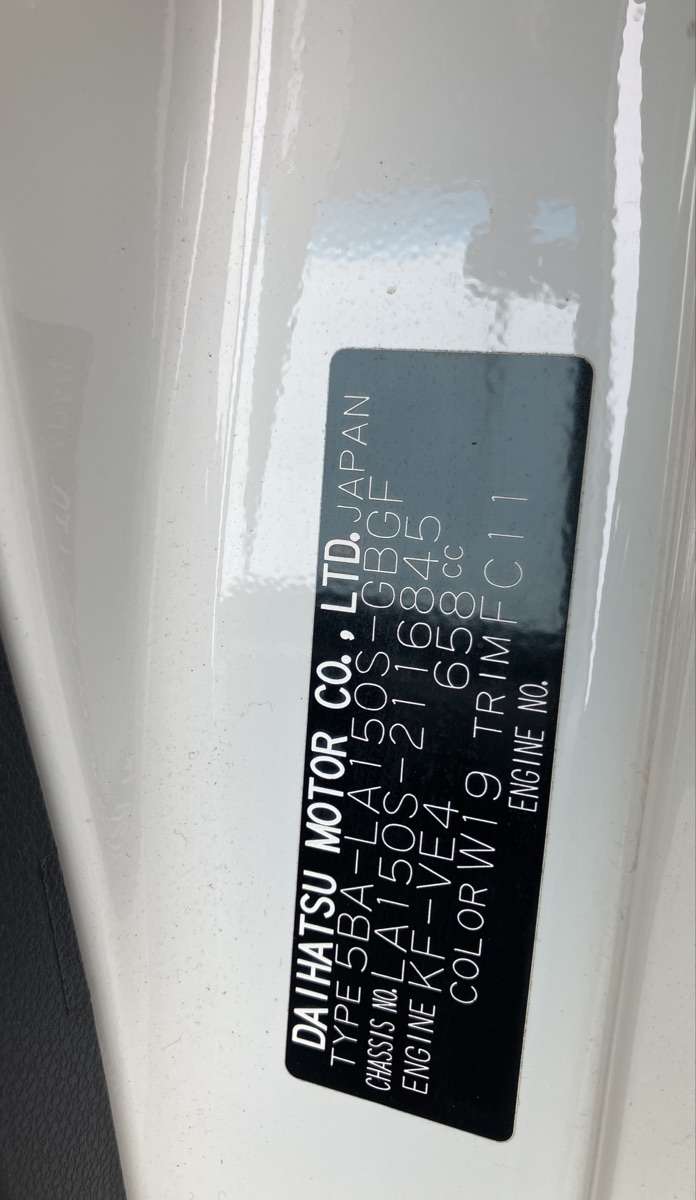 DAIHATSU MOTOR CO., LTD. JAPAN
TYPE 5BA-LA150S-GBGF
CHASSIS NO. LA150S-2116845
ENGINE KF-VE4 658cc
COLOR W19 TRIM FC11
ENGINE NO.